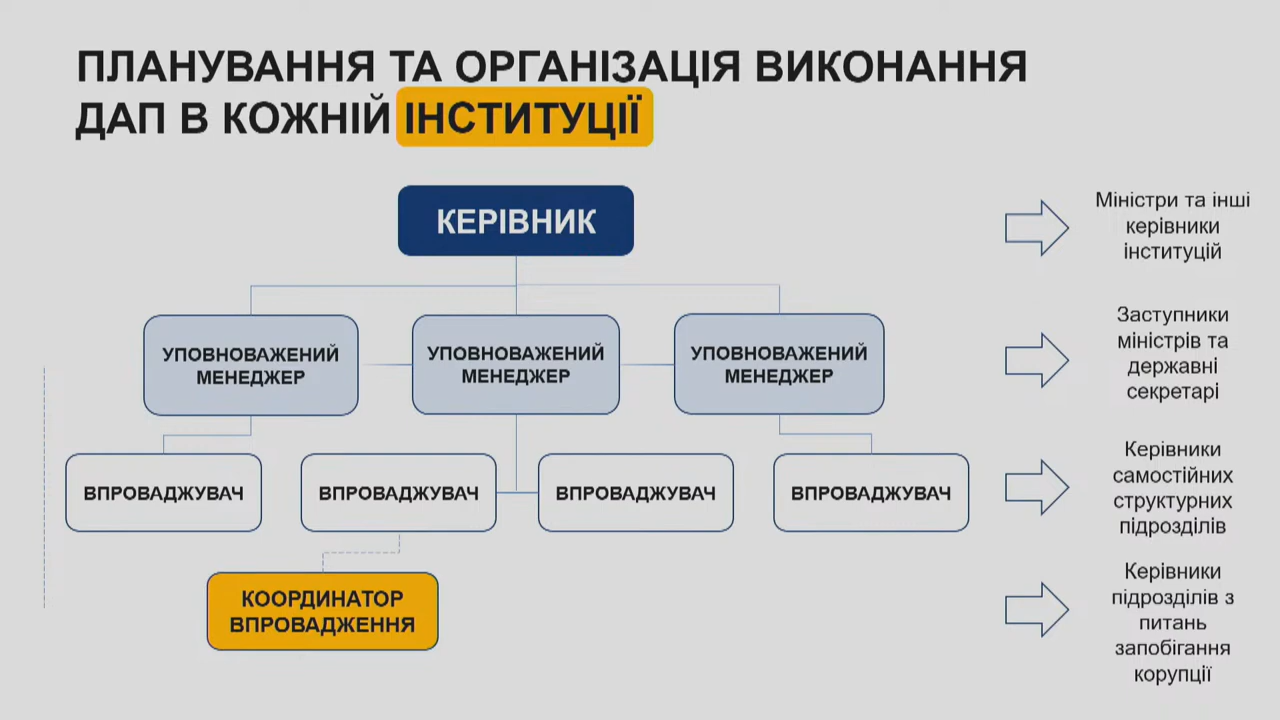 ПЛАНУВАННЯ ТА ОРГАНІЗАЦІЯ ВИКОНАННЯ
ДАП В КОЖНІЙ ІНСТИТУЦІЇ
КЕРІВНИК
Міністри та інші
керівники
інституцій
УПОВНОВАЖЕНИЙ
МЕНЕДЖЕР
УПОВНОВАЖЕНИЙ
МЕНЕДЖЕР
УПОВНОВАЖЕНИЙ
МЕНЕДЖЕР
Заступники
міністрів та
державні
секретарі
ВПРОВАДЖУВАЧ
ВПРОВАДЖУВАЧ
ВПРОВАДЖУВАЧ
ВПРОВАДЖУВАЧ
Керівники
самостійних
структурних
підрозділів
КООРДИНАТОР
ВПРОВАДЖЕННЯ
Керівники
підрозділів з
питань
запобігання
корупції